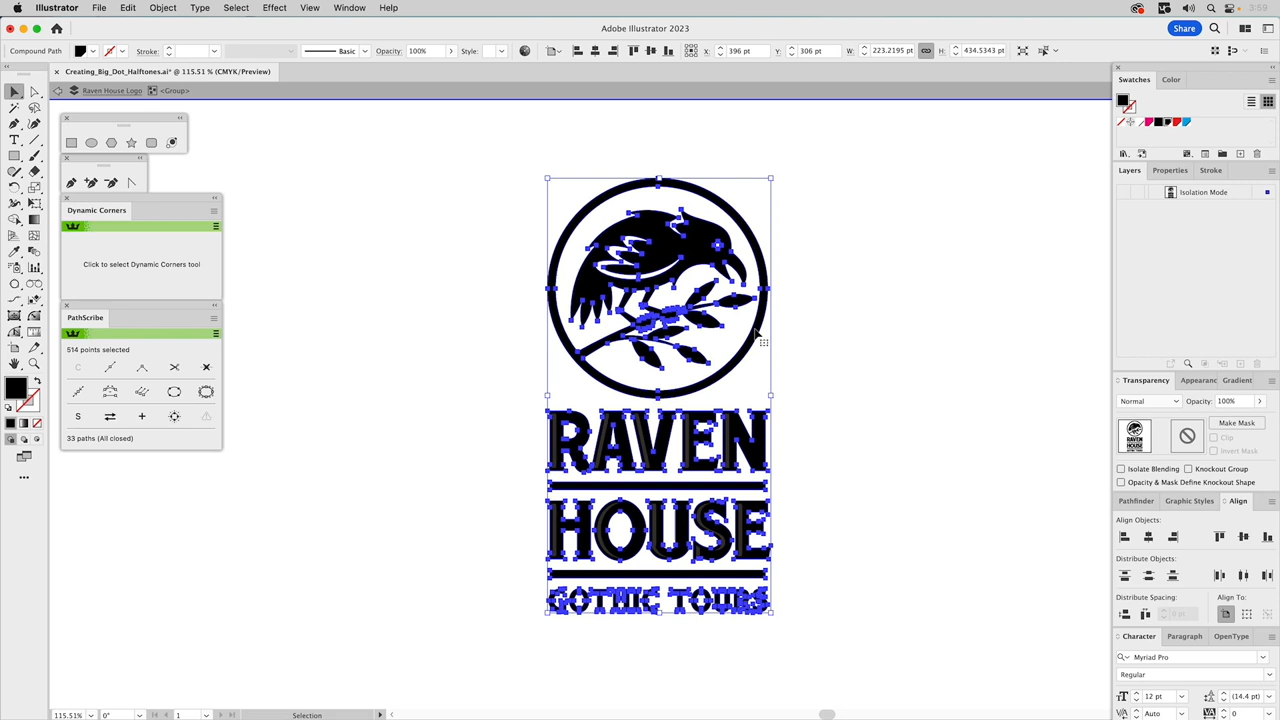 Illustrator File Edit Object Type Select Effect View Window Help 3:59
Adobe Illustrator 2023 Share
Compound Path Stroke: Basic Opacity: 100% Style: X: 396 pt Y: 306 pt W: 223.2195 pt H: 434.5343 pt
Creating_Big_Dot_Halftones.ai* @ 115.51 % (CMYK/Preview)
Raven House Logo <Group>
Swatches Color
Layers Properties Stroke
Isolation Mode
Dynamic Corners
Click to select Dynamic Corners tool
PathScribe
514 points selected
33 paths (All closed)
RAVEN
HOUSE
GOTHIC TOURS
Transparency Appearanc Gradient
Normal Opacity: 100%
Make Mask
Clip
Invert Mask
Isolate Blending Knockout Group
Opacity & Mask Define Knockout Shape
Pathfinder Graphic Styles Align
Align Objects:
Distribute Objects:
Distribute Spacing: Align To:
0 pt
Character Paragraph OpenType
Myriad Pro
Regular
12 pt (14.4 pt)
Auto 0
115.51% 0° 1 Selection